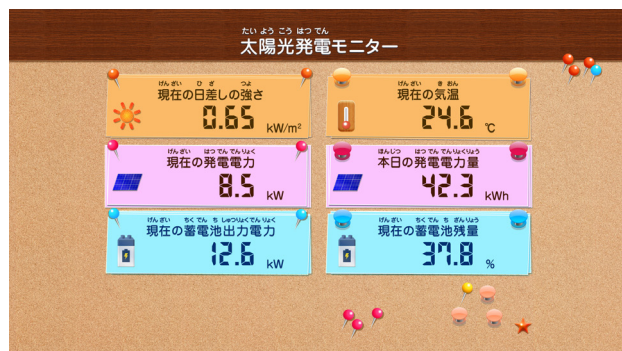 たいようこうはつでん
太陽光発電モニター
げんざい ひざ つよ
現在の日差しの強さ
0.65 kW/m²
げんざい きおん
現在の気温
24.6 ℃
げんざい はつでんでんりょく
現在の発電電力
8.5 kW
ほんじつ はつでんでんりょくりょう
本日の発電電力量
42.3 kWh
げんざい ちくでんちしゅつりょくでんりょく
現在の蓄電池出力電力
12.6 kW
げんざい ちくでんちざんりょう
現在の蓄電池残量
37.8 %